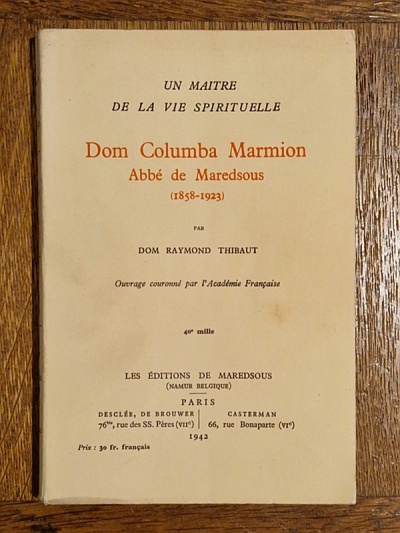 UN MAITRE
DE LA VIE SPIRITUELLE
Dom Columba Marmion
Abbé de Maredsous
(1858-1923)
PAR
DOM RAYMOND THIBAUT
Ouvrage couronné par l'Académie Française
40e mille
LES ÉDITIONS DE MAREDSOUS
(NAMUR BELGIQUE)
PARIS
DESCLÉE, DE BROUWER
76bis, rue des SS. Pères (VIIe)
CASTERMAN
66, rue Bonaparte (VIe)
1942
Prix : 30 fr. français